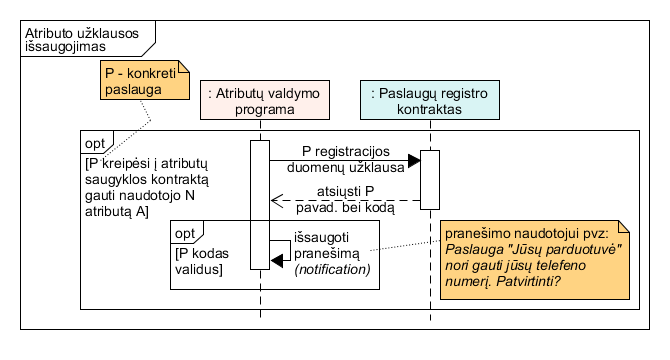 Atributo užklausos
išsaugojimas
P - konkreti
paslauga
: Atributų valdymo
programa
: Paslaugų registro
kontraktas
opt
[P kreipėsi į atributų
saugyklos kontraktą
gauti naudotojo N
atributą A]
P registracijos
duomenų užklausa
atsiųsti P
pavad. bei kodą
opt
[P kodas
validus]
išsaugoti
pranešimą
(notification)
pranešimo naudotojui pvz:
Paslauga "Jūsų parduotuvė"
nori gauti jūsų telefeno
numerį. Patvirtinti?